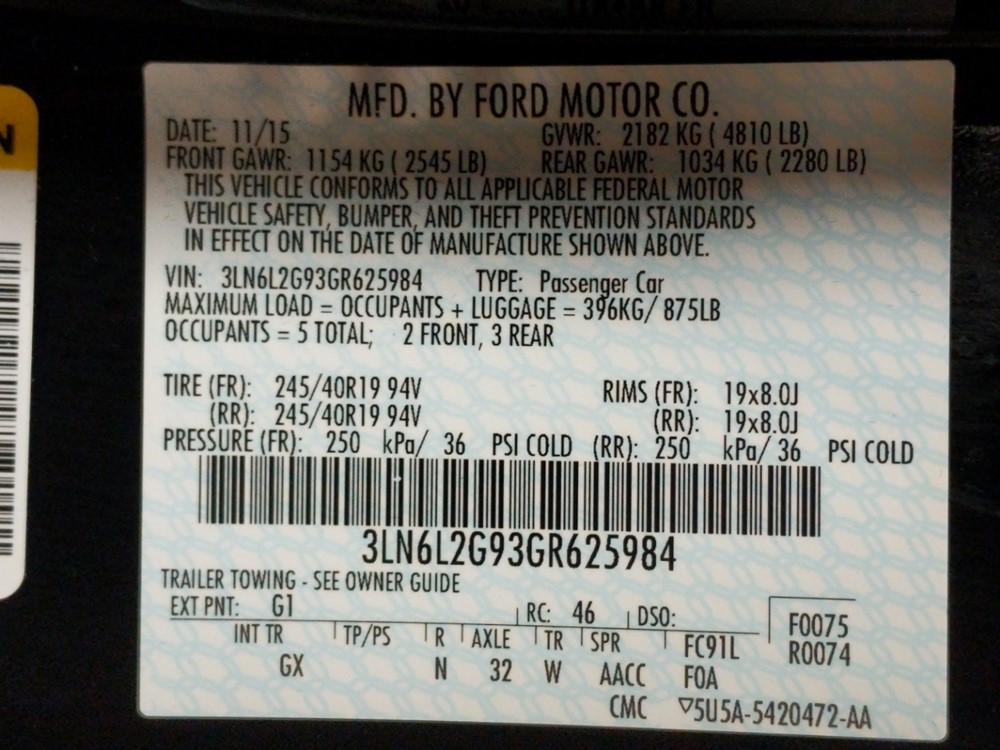 MFD. BY FORD MOTOR CO.
DATE: 11/15 GVWR: 2182 KG ( 4810 LB)
FRONT GAWR: 1154 KG ( 2545 LB) REAR GAWR: 1034 KG ( 2280 LB)
THIS VEHICLE CONFORMS TO ALL APPLICABLE FEDERAL MOTOR
VEHICLE SAFETY, BUMPER, AND THEFT PREVENTION STANDARDS
IN EFFECT ON THE DATE OF MANUFACTURE SHOWN ABOVE.
VIN: 3LN6L2G93GR625984 TYPE: Passenger Car
MAXIMUM LOAD = OCCUPANTS + LUGGAGE = 396KG/ 875LB
OCCUPANTS = 5 TOTAL; 2 FRONT, 3 REAR
TIRE (FR): 245/40R19 94V RIMS (FR): 19x8.0J
(RR): 245/40R19 94V (RR): 19x8.0J
PRESSURE (FR): 250 kPa/ 36 PSI COLD (RR): 250 kPa/ 36 PSI COLD
3LN6L2G93GR625984
TRAILER TOWING - SEE OWNER GUIDE
EXT PNT: G1 RC: 46 DSO: F0075
INT TR TP/PS R AXLE TR SPR FC91L R0074
GX N 32 W AACC FOA
CMC ▽5U5A-5420472-AA
N